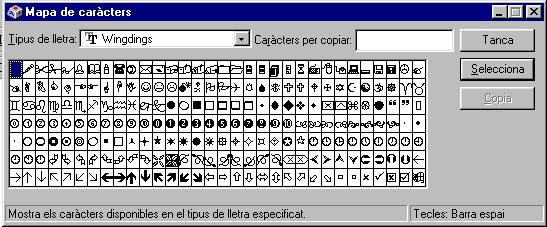 Mapa de caràcters
Tipus de lletra: Wingdings Caràcters per copiar: Tanca
Selecciona
Copia
Mostra els caràcters disponibles en el tipus de lletra especificat. Tecles: Barra espai